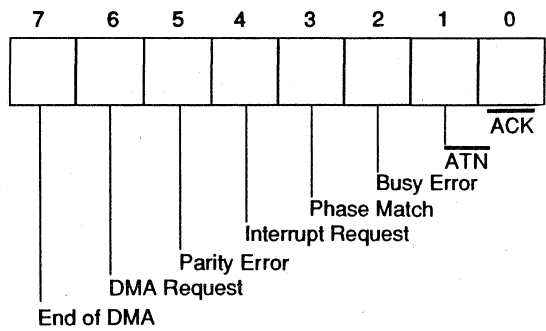 7 6 5 4 3 2 1 0
ACK
ATN
Busy Error
Phase Match
Interrupt Request
Parity Error
DMA Request
End of DMA